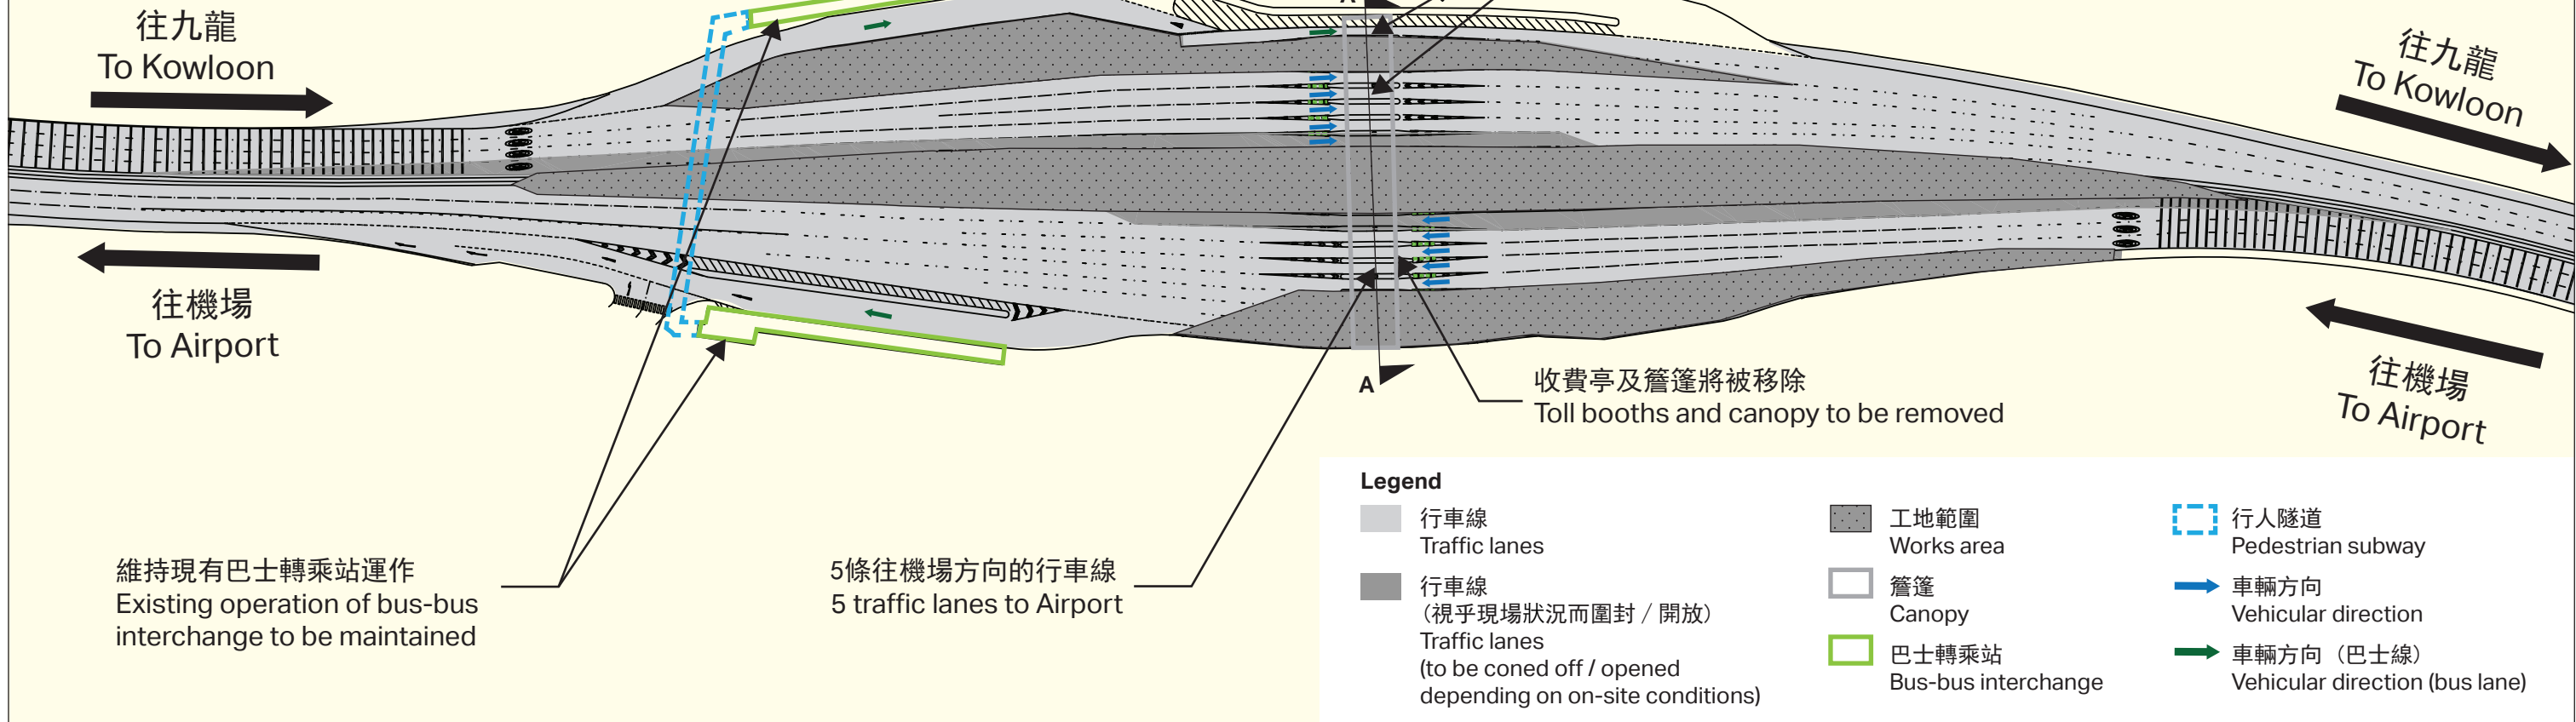 往九龍
To Kowloon
往九龍
To Kowloon
A
往機場
To Airport
A
收費亭及簷篷將被移除
Toll booths and canopy to be removed
往機場
To Airport
維持現有巴士轉乘站運作
Existing operation of bus-bus
interchange to be maintained
5條往機場方向的行車線
5 traffic lanes to Airport
Legend
行車線
Traffic lanes
行車線
（視乎現場狀況而圍封 / 開放）
Traffic lanes
(to be coned off / opened
depending on on-site conditions)
工地範圍
Works area
簷篷
Canopy
巴士轉乘站
Bus-bus interchange
行人隧道
Pedestrian subway
車輛方向
Vehicular direction
車輛方向（巴士線）
Vehicular direction (bus lane)